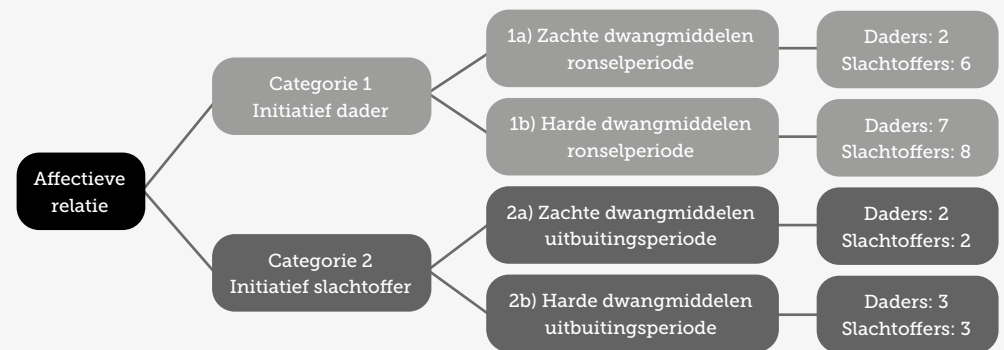 Affectieve
relatie
Categorie 1
Initiatief dader
1a) Zachte dwangmiddelen
ronselperiode
Daders: 2
Slachtoffers: 6
1b) Harde dwangmiddelen
ronselperiode
Daders: 7
Slachtoffers: 8
Categorie 2
Initiatief slachtoffer
2a) Zachte dwangmiddelen
uitbuitingsperiode
Daders: 2
Slachtoffers: 2
2b) Harde dwangmiddelen
uitbuitingsperiode
Daders: 3
Slachtoffers: 3